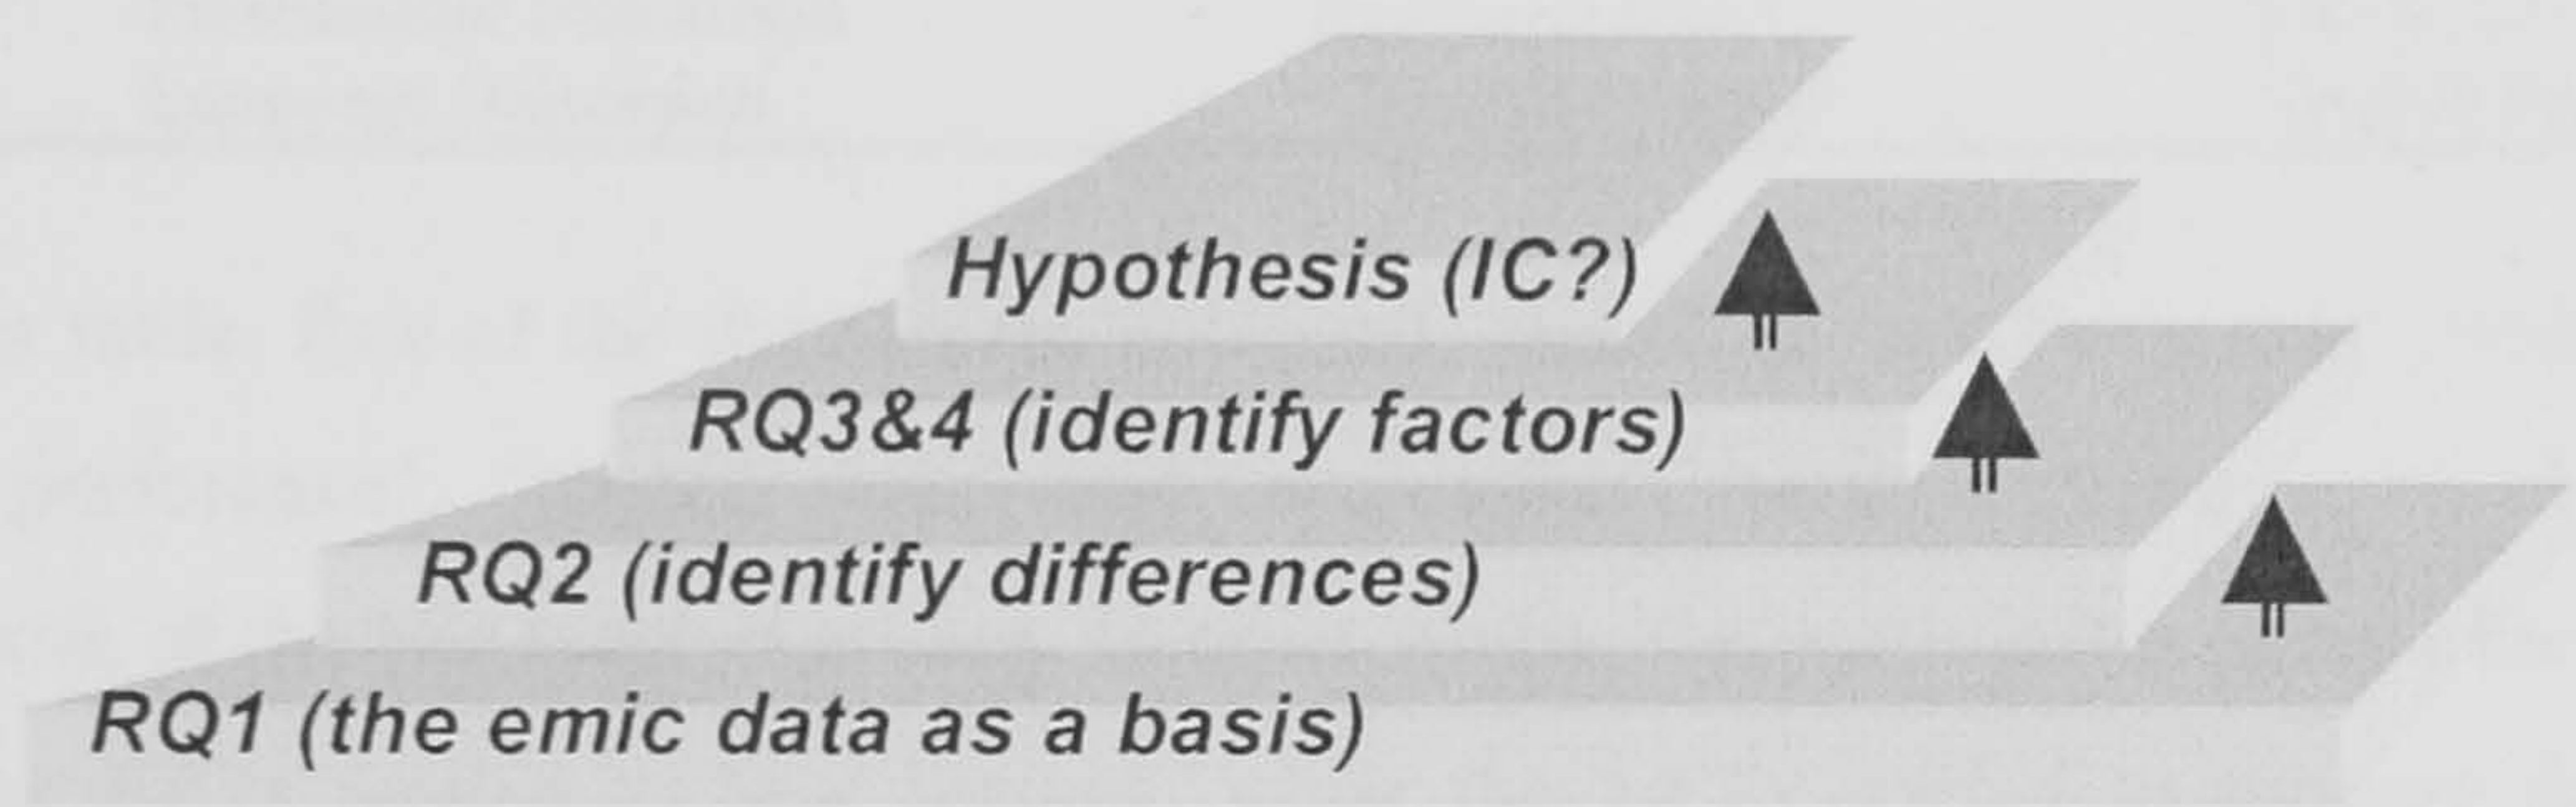 Hypothesis (IC?)
RQ3&4 (identify factors)
RQ2 (identify differences)
RQ1 (the emic data as a basis)